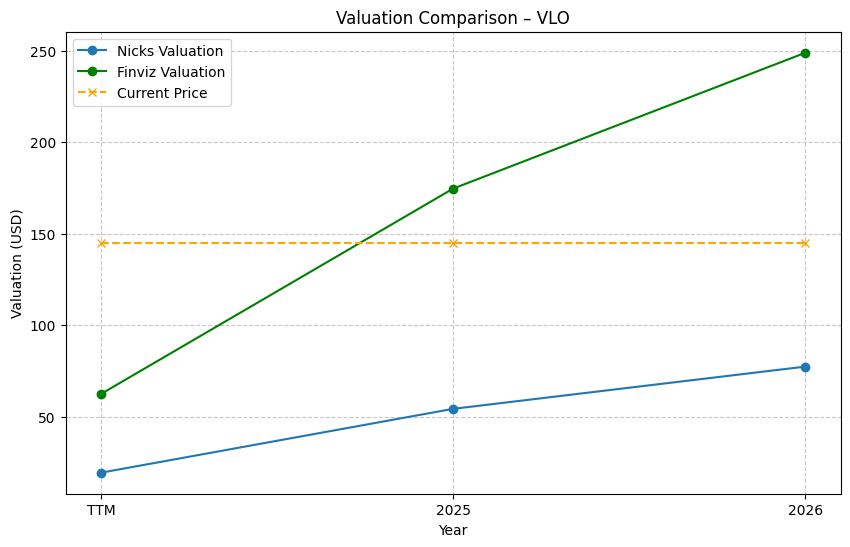 Valuation Comparison – VLO
Nicks Valuation
Finviz Valuation
Current Price
Valuation (USD)
250
200
150
100
50
TTM
2025
2026
Year